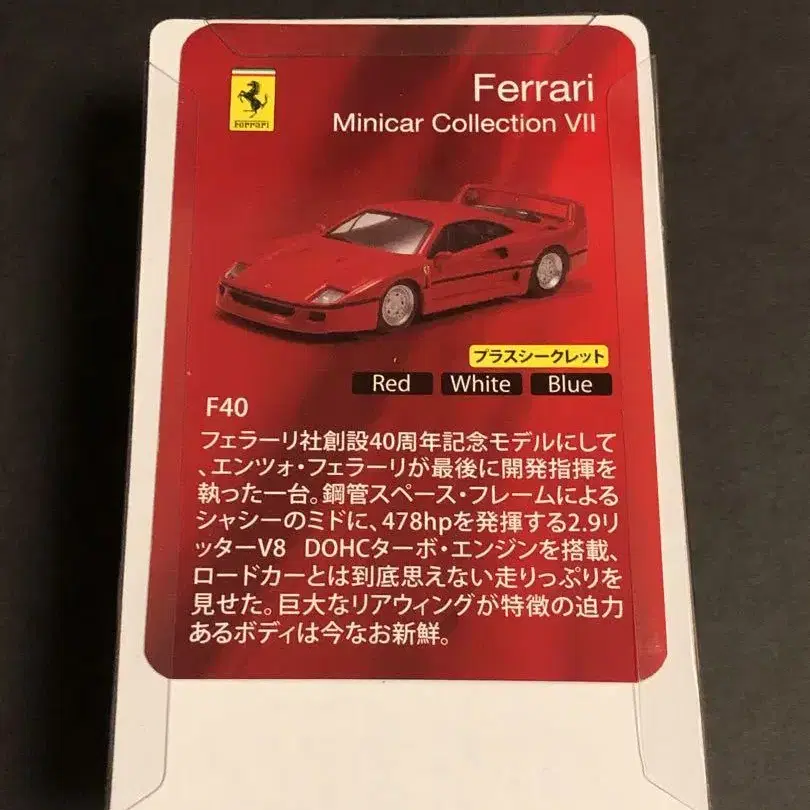 Ferrari
Ferrari
Minicar Collection VII
プラスシークレット
Red White Blue
F40
フェラーリ社創設40周年記念モデルにして
、エンツォ・フェラーリが最後に開発指揮を
執った一台。鋼管スペース・フレームによる
シャシーのミドに、478hpを発揮する2.9リ
ッターV8 DOHCターボ・エンジンを搭載、
ロードカーとは到底思えない走りっぷりを
見せた。巨大なリアウィングが特徴の迫力
あるボディは今なお新鮮。